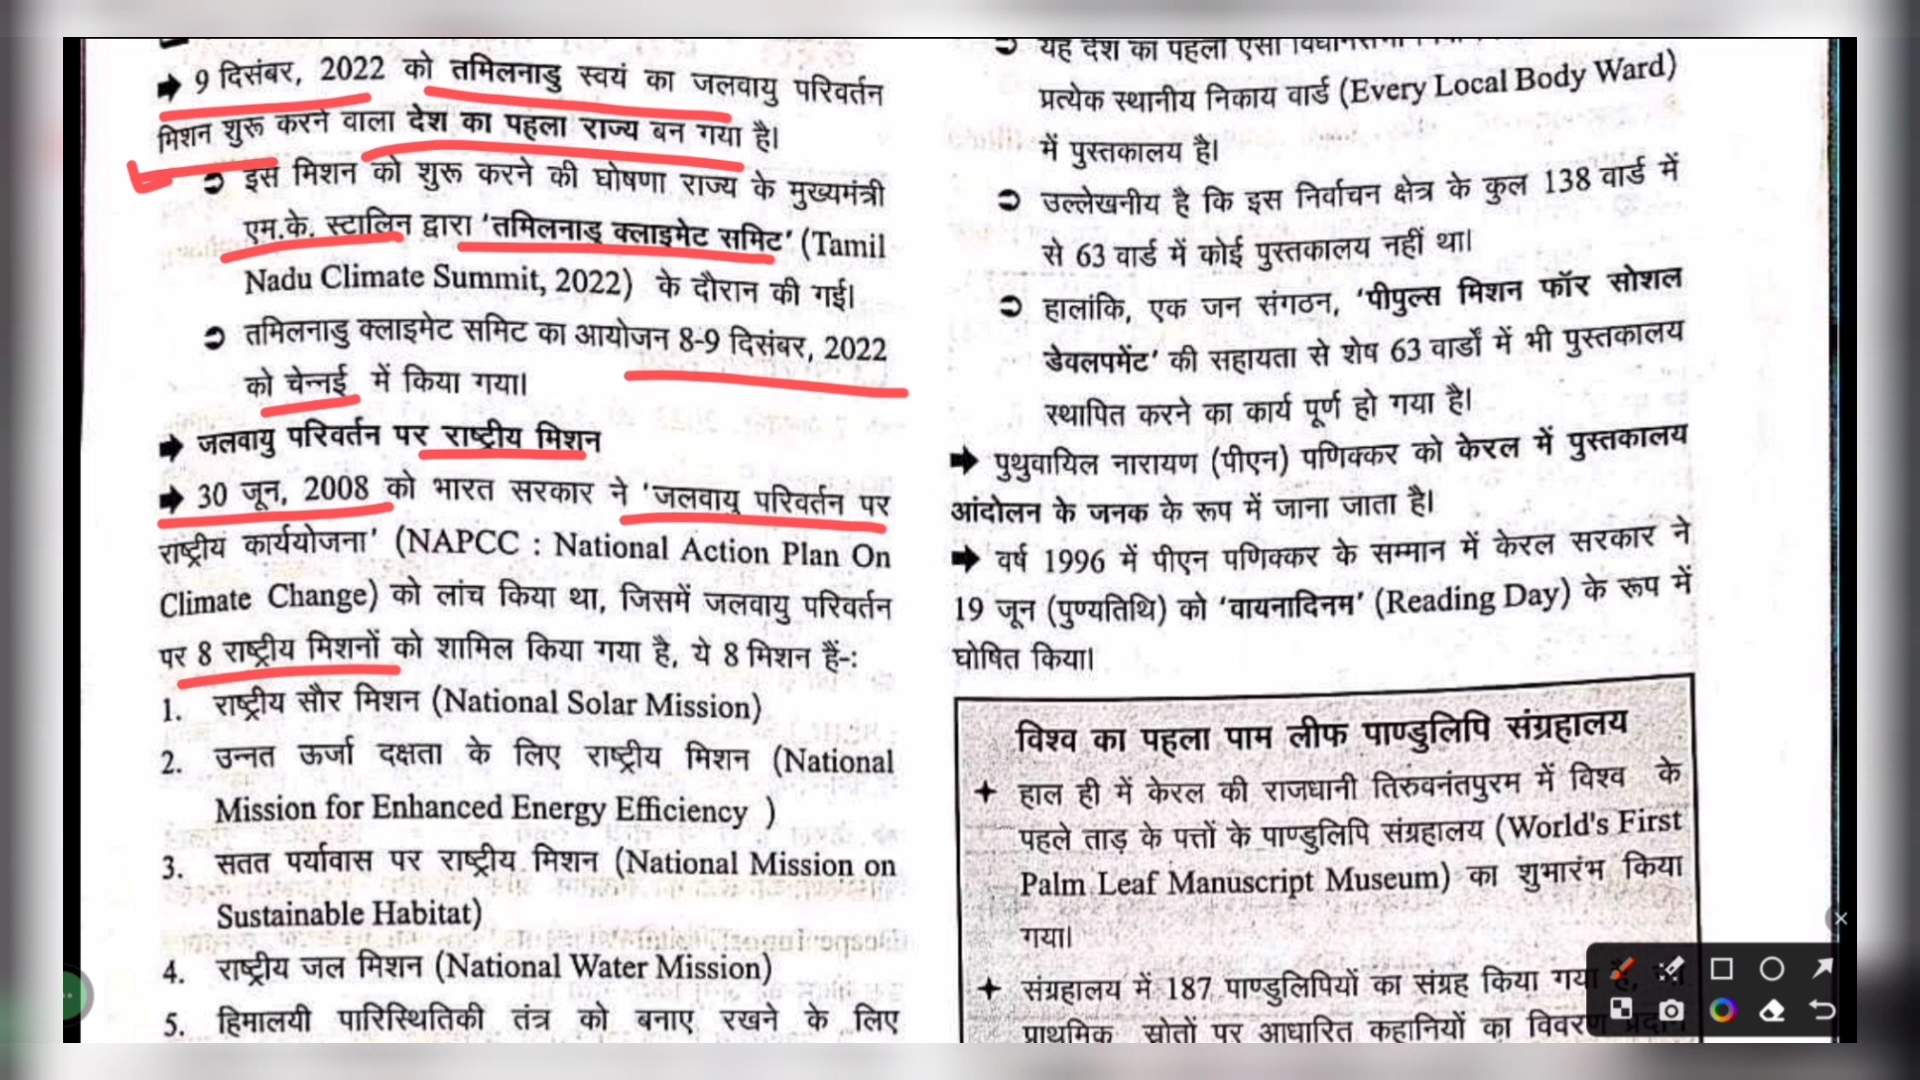 ➡ 9 दिसंबर, 2022 को तमिलनाडु स्वयं का जलवायु परिवर्तन
मिशन शुरू करने वाला देश का पहला राज्य बन गया है।
➲ इस मिशन को शुरू करने की घोषणा राज्य के मुख्यमंत्री
एम.के. स्टालिन द्वारा ‘तमिलनाडु क्लाइमेट समिट’ (Tamil
Nadu Climate Summit, 2022) के दौरान की गई।
➲ तमिलनाडु क्लाइमेट समिट का आयोजन 8-9 दिसंबर, 2022
को चेन्नई में किया गया।
➡ जलवायु परिवर्तन पर राष्ट्रीय मिशन
➡ 30 जून, 2008 को भारत सरकार ने ‘जलवायु परिवर्तन पर
राष्ट्रीय कार्ययोजना’ (NAPCC : National Action Plan On
Climate Change) को लांच किया था, जिसमें जलवायु परिवर्तन
पर 8 राष्ट्रीय मिशनों को शामिल किया गया है, ये 8 मिशन हैं-:
1. राष्ट्रीय सौर मिशन (National Solar Mission)
2. उन्नत ऊर्जा दक्षता के लिए राष्ट्रीय मिशन (National
Mission for Enhanced Energy Efficiency )
3. सतत पर्यावास पर राष्ट्रीय मिशन (National Mission on
Sustainable Habitat)
4. राष्ट्रीय जल मिशन (National Water Mission)
5. हिमालयी पारिस्थितिकी तंत्र को बनाए रखने के लिए
➲ यह देश का पहला ऐसा
प्रत्येक स्थानीय निकाय वार्ड (Every Local Body Ward)
में पुस्तकालय है।
➲ उल्लेखनीय है कि इस निर्वाचन क्षेत्र के कुल 138 वार्ड में
से 63 वार्ड में कोई पुस्तकालय नहीं था।
➲ हालांकि, एक जन संगठन, ‘पीपुल्स मिशन फॉर सोशल
डेवलपमेंट’ की सहायता से शेष 63 वार्डों में भी पुस्तकालय
स्थापित करने का कार्य पूर्ण हो गया है।
➡ पुथुवायिल नारायण (पीएन) पणिक्कर को केरल में पुस्तकालय
आंदोलन के जनक के रूप में जाना जाता है।
➡ वर्ष 1996 में पीएन पणिक्कर के सम्मान में केरल सरकार ने
19 जून (पुण्यतिथि) को ‘वायनादिनम’ (Reading Day) के रूप में
घोषित किया।
विश्व का पहला पाम लीफ पाण्डुलिपि संग्रहालय
✦ हाल ही में केरल की राजधानी तिरुवनंतपुरम में विश्व के
पहले ताड़ के पत्तों के पाण्डुलिपि संग्रहालय (World's First
Palm Leaf Manuscript Museum) का शुभारंभ किया
गया।
✦ संग्रहालय में 187 पाण्डुलिपियों का संग्रह किया गया है,
प्राथमिक स्रोतों पर आधारित कहानियों का विवरण प्रदान